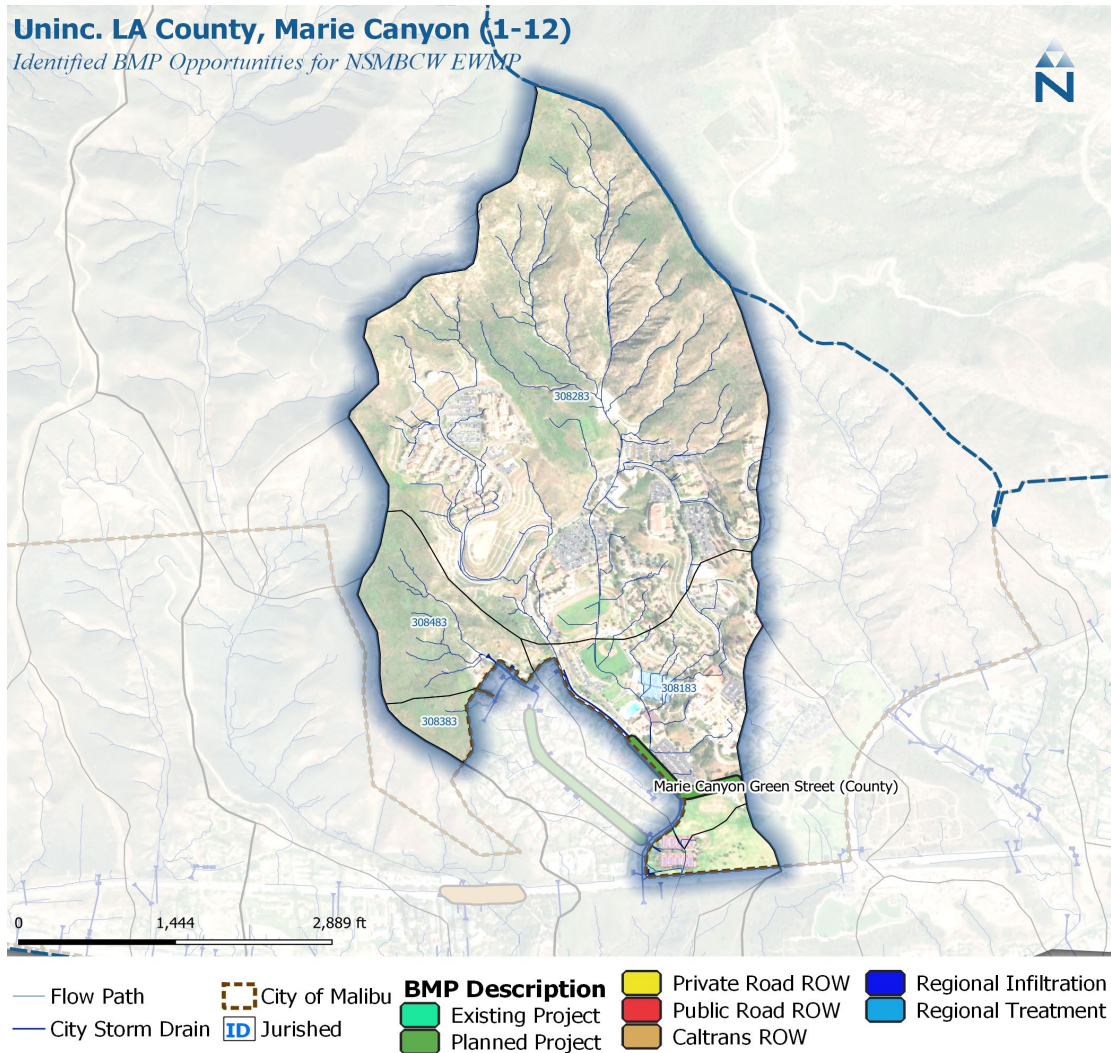 Uninc. LA County, Marie Canyon (1-12)
Identified BMP Opportunities for NSMBCW EWMP
N
308283
308483
308183
308383
Marie Canyon Green Street (County)
0 1,444 2,889 ft
Flow Path
City Storm Drain
City of Malibu
ID Jurished
BMP Description
Existing Project
Planned Project
Private Road ROW
Public Road ROW
Caltrans ROW
Regional Infiltration
Regional Treatment